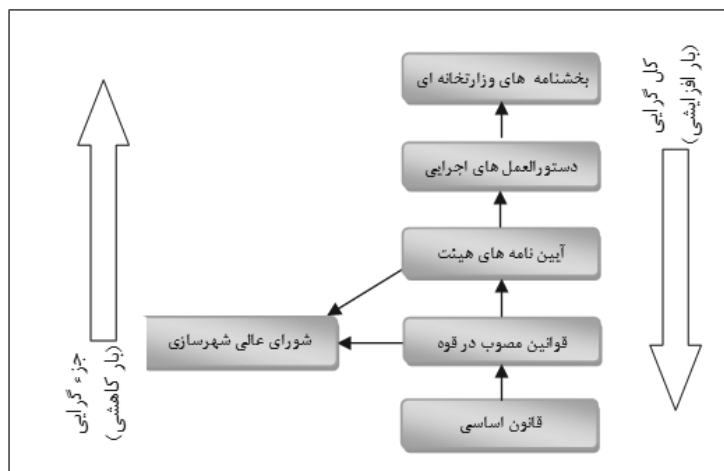 بخشنامه های وزارتخانه ای
کل گرایی
(بار افزایشی)
دستورالعمل های اجرایی
آیین نامه های هیئت
شورای عالی شهرسازی
قوانین مصوب در قوه
جزء گرایی
(بار کاهشی)
قانون اساسی